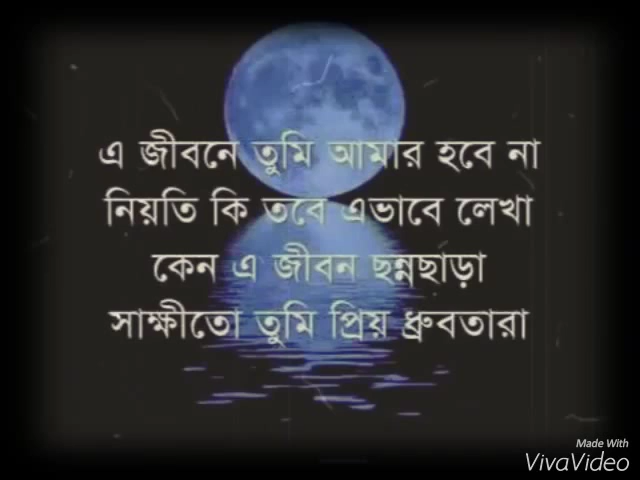 এ জীবনে তুমি আমার হবে না
নিয়তি কি তবে এভাবে লেখা
কেন এ জীবন ছন্নছাড়া
সাক্ষীতো তুমি প্রিয় ধ্রুবতারা
Made With
VivaVideo